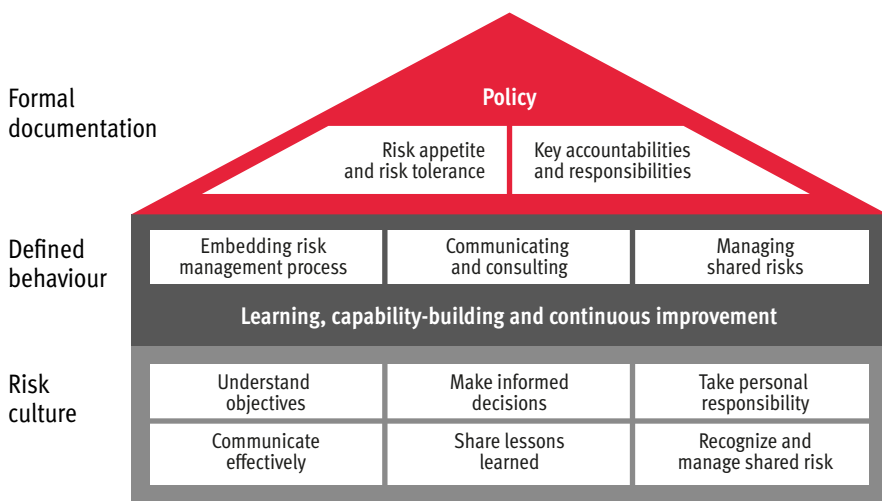 Formal
documentation
Policy
Risk appetite
and risk tolerance
Key accountabilities
and responsibilities
Defined
behaviour
Embedding risk
management process
Communicating
and consulting
Managing
shared risks
Learning, capability-building and continuous improvement
Risk
culture
Understand
objectives
Make informed
decisions
Take personal
responsibility
Communicate
effectively
Share lessons
learned
Recognize and
manage shared risk